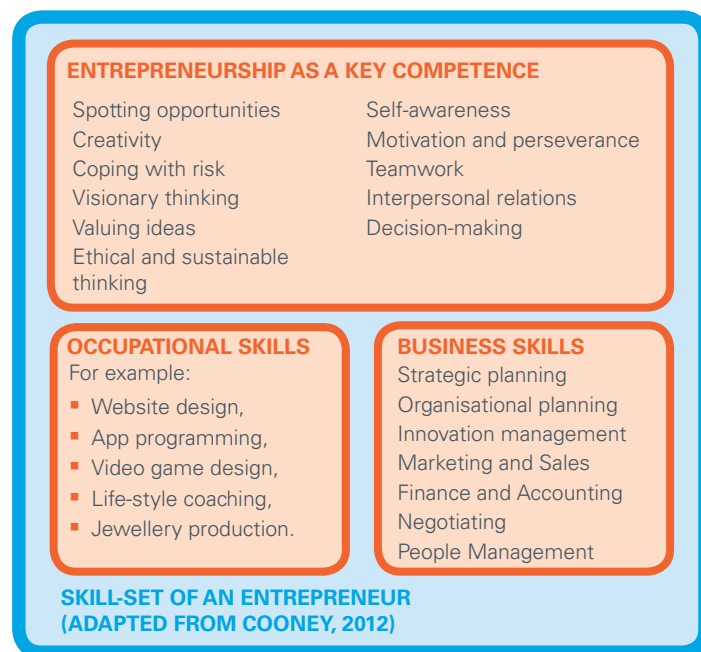 ENTREPRENEURSHIP AS A KEY COMPETENCE
Spotting opportunities
Creativity
Coping with risk
Visionary thinking
Valuing ideas
Ethical and sustainable
thinking
Self-awareness
Motivation and perseverance
Teamwork
Interpersonal relations
Decision-making
OCCUPATIONAL SKILLS
For example:
▪ Website design,
▪ App programming,
▪ Video game design,
▪ Life-style coaching,
▪ Jewellery production.
BUSINESS SKILLS
Strategic planning
Organisational planning
Innovation management
Marketing and Sales
Finance and Accounting
Negotiating
People Management
SKILL-SET OF AN ENTREPRENEUR
(ADAPTED FROM COONEY, 2012)